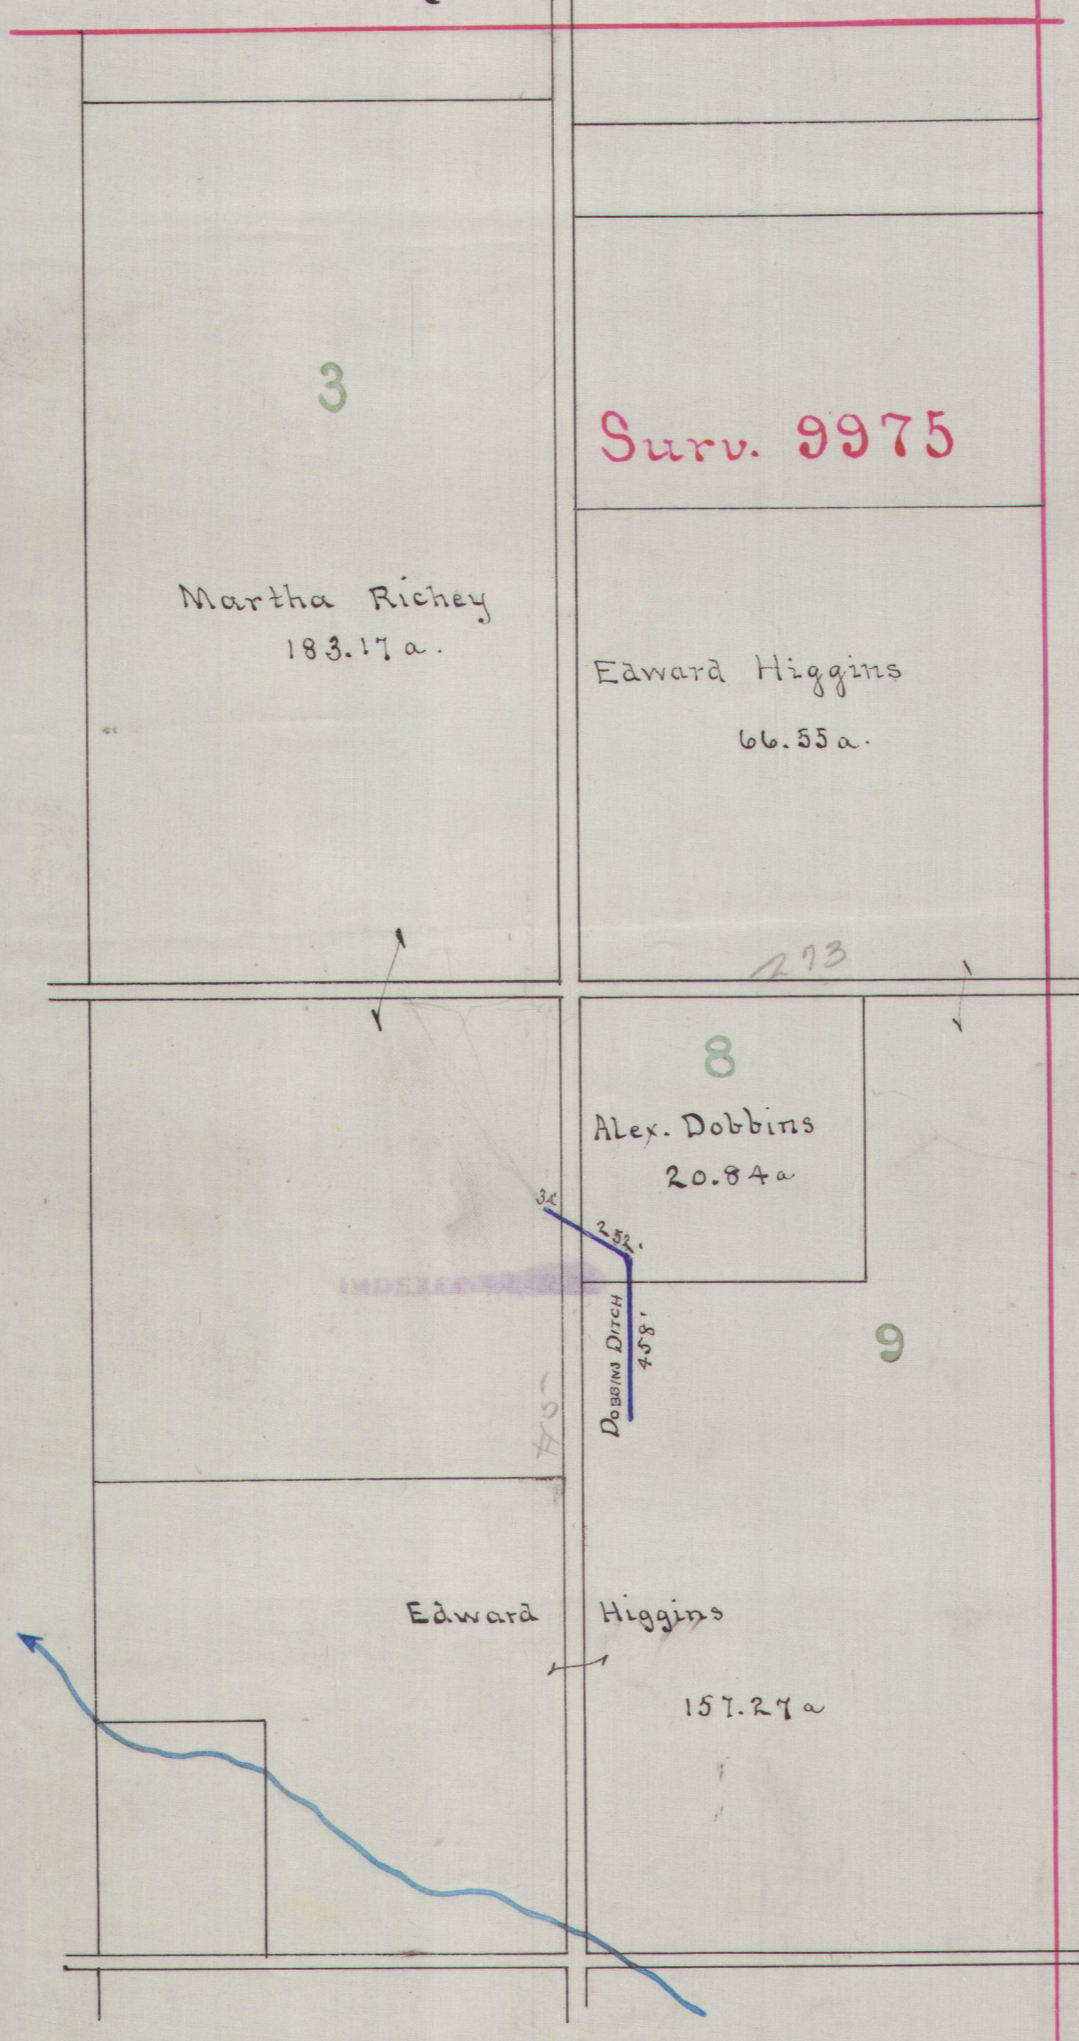 3
Surv. 9975
Martha Richey
183.17 a.
Edward Higgins
66.55 a.
273
8
Alex. Dobbins
20.84 a
252'
Dobbins Ditch
458'
9
Edward Higgins
157.27 a